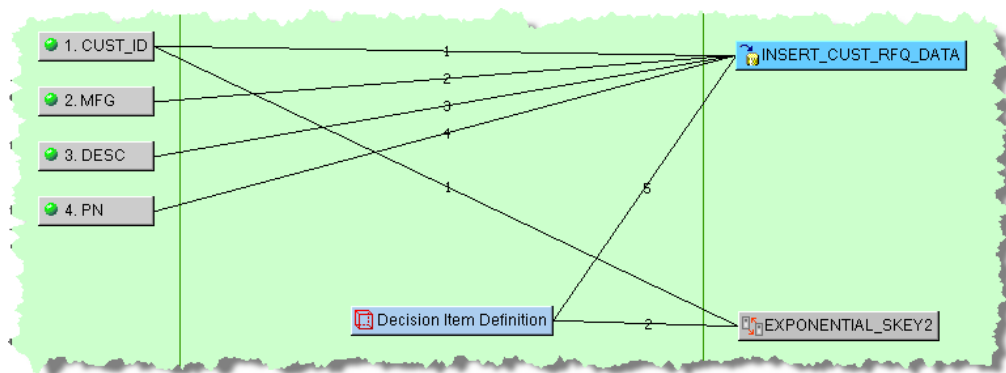 1. CUST_ID
1
INSERT_CUST_RFQ_DATA
2. MFG
2
3
3. DESC
4
4. PN
1
5
Decision Item Definition
2
EXPONENTIAL_SKEY2